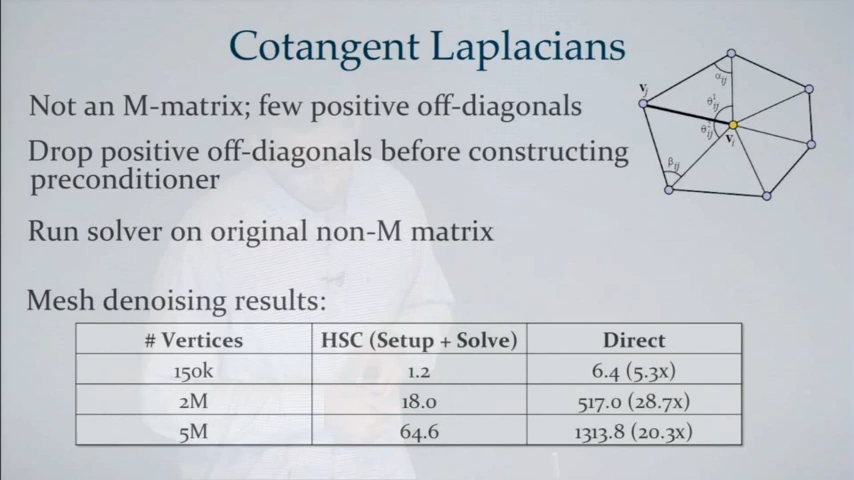 Cotangent Laplacians
Not an M-matrix; few positive off-diagonals
Drop positive off-diagonals before constructing
preconditioner
Run solver on original non-M matrix
Mesh denoising results:
# Vertices HSC (Setup + Solve) Direct
150k 1.2 6.4 (5.3x)
2M 18.0 517.0 (28.7x)
5M 64.6 1313.8 (20.3x)
α_ij
v_j
θ¹_ij
θ²_ij
v_i
β_ij